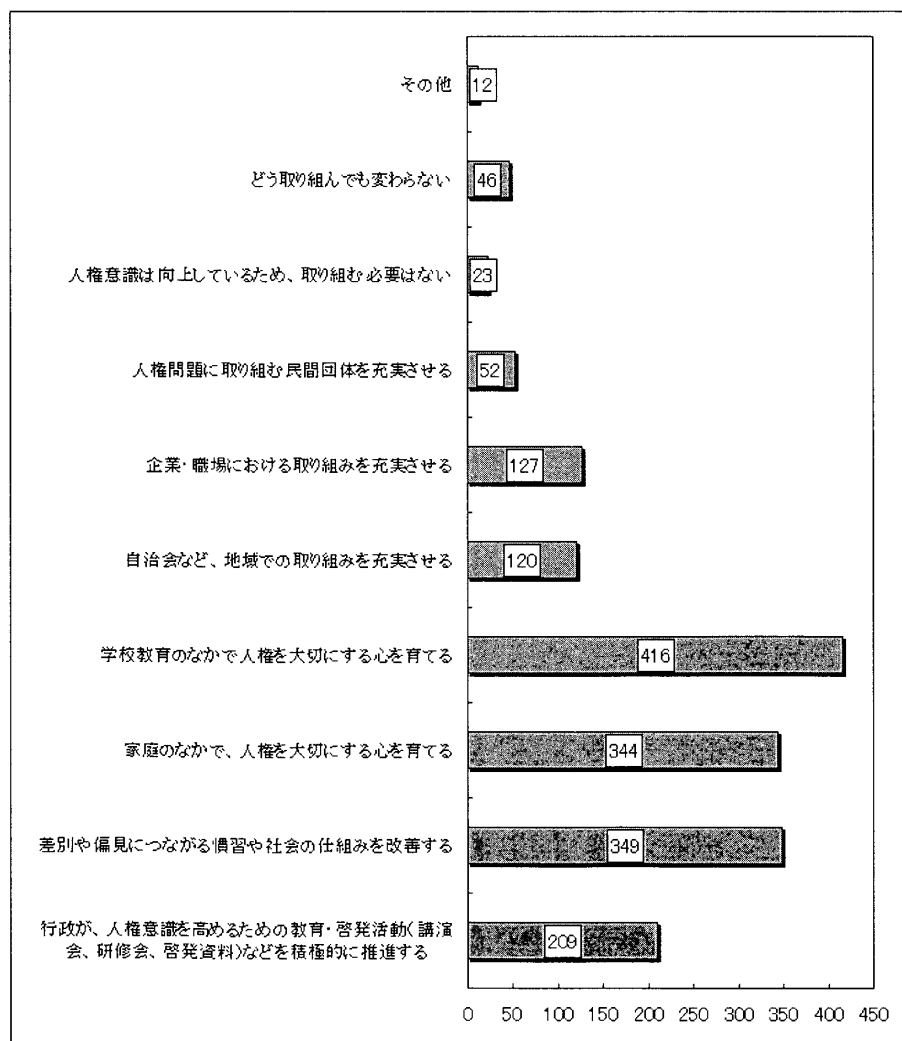 その他
12
どう取り組んでも変わらない
46
人権意識は向上しているため、取り組む必要はない
23
人権問題に取り組む民間団体を充実させる
52
企業・職場における取り組みを充実させる
127
自治会など、地域での取り組みを充実させる
120
学校教育のなかで人権を大切にする心を育てる
416
家庭のなかで、人権を大切にする心を育てる
344
差別や偏見につながる慣習や社会の仕組みを改善する
349
行政が、人権意識を高めるための教育・啓発活動(講演
会、研修会、啓発資料)などを積極的に推進する
209
0 50 100 150 200 250 300 350 400 450